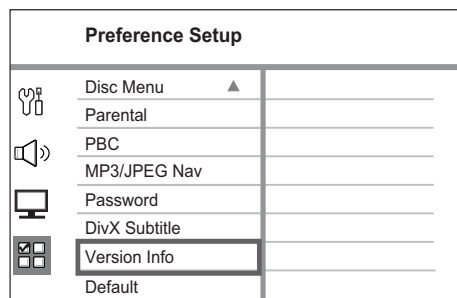 Preference Setup
Disc Menu
Parental
PBC
MP3/JPEG Nav
Password
DivX Subtitle
Version Info
Default